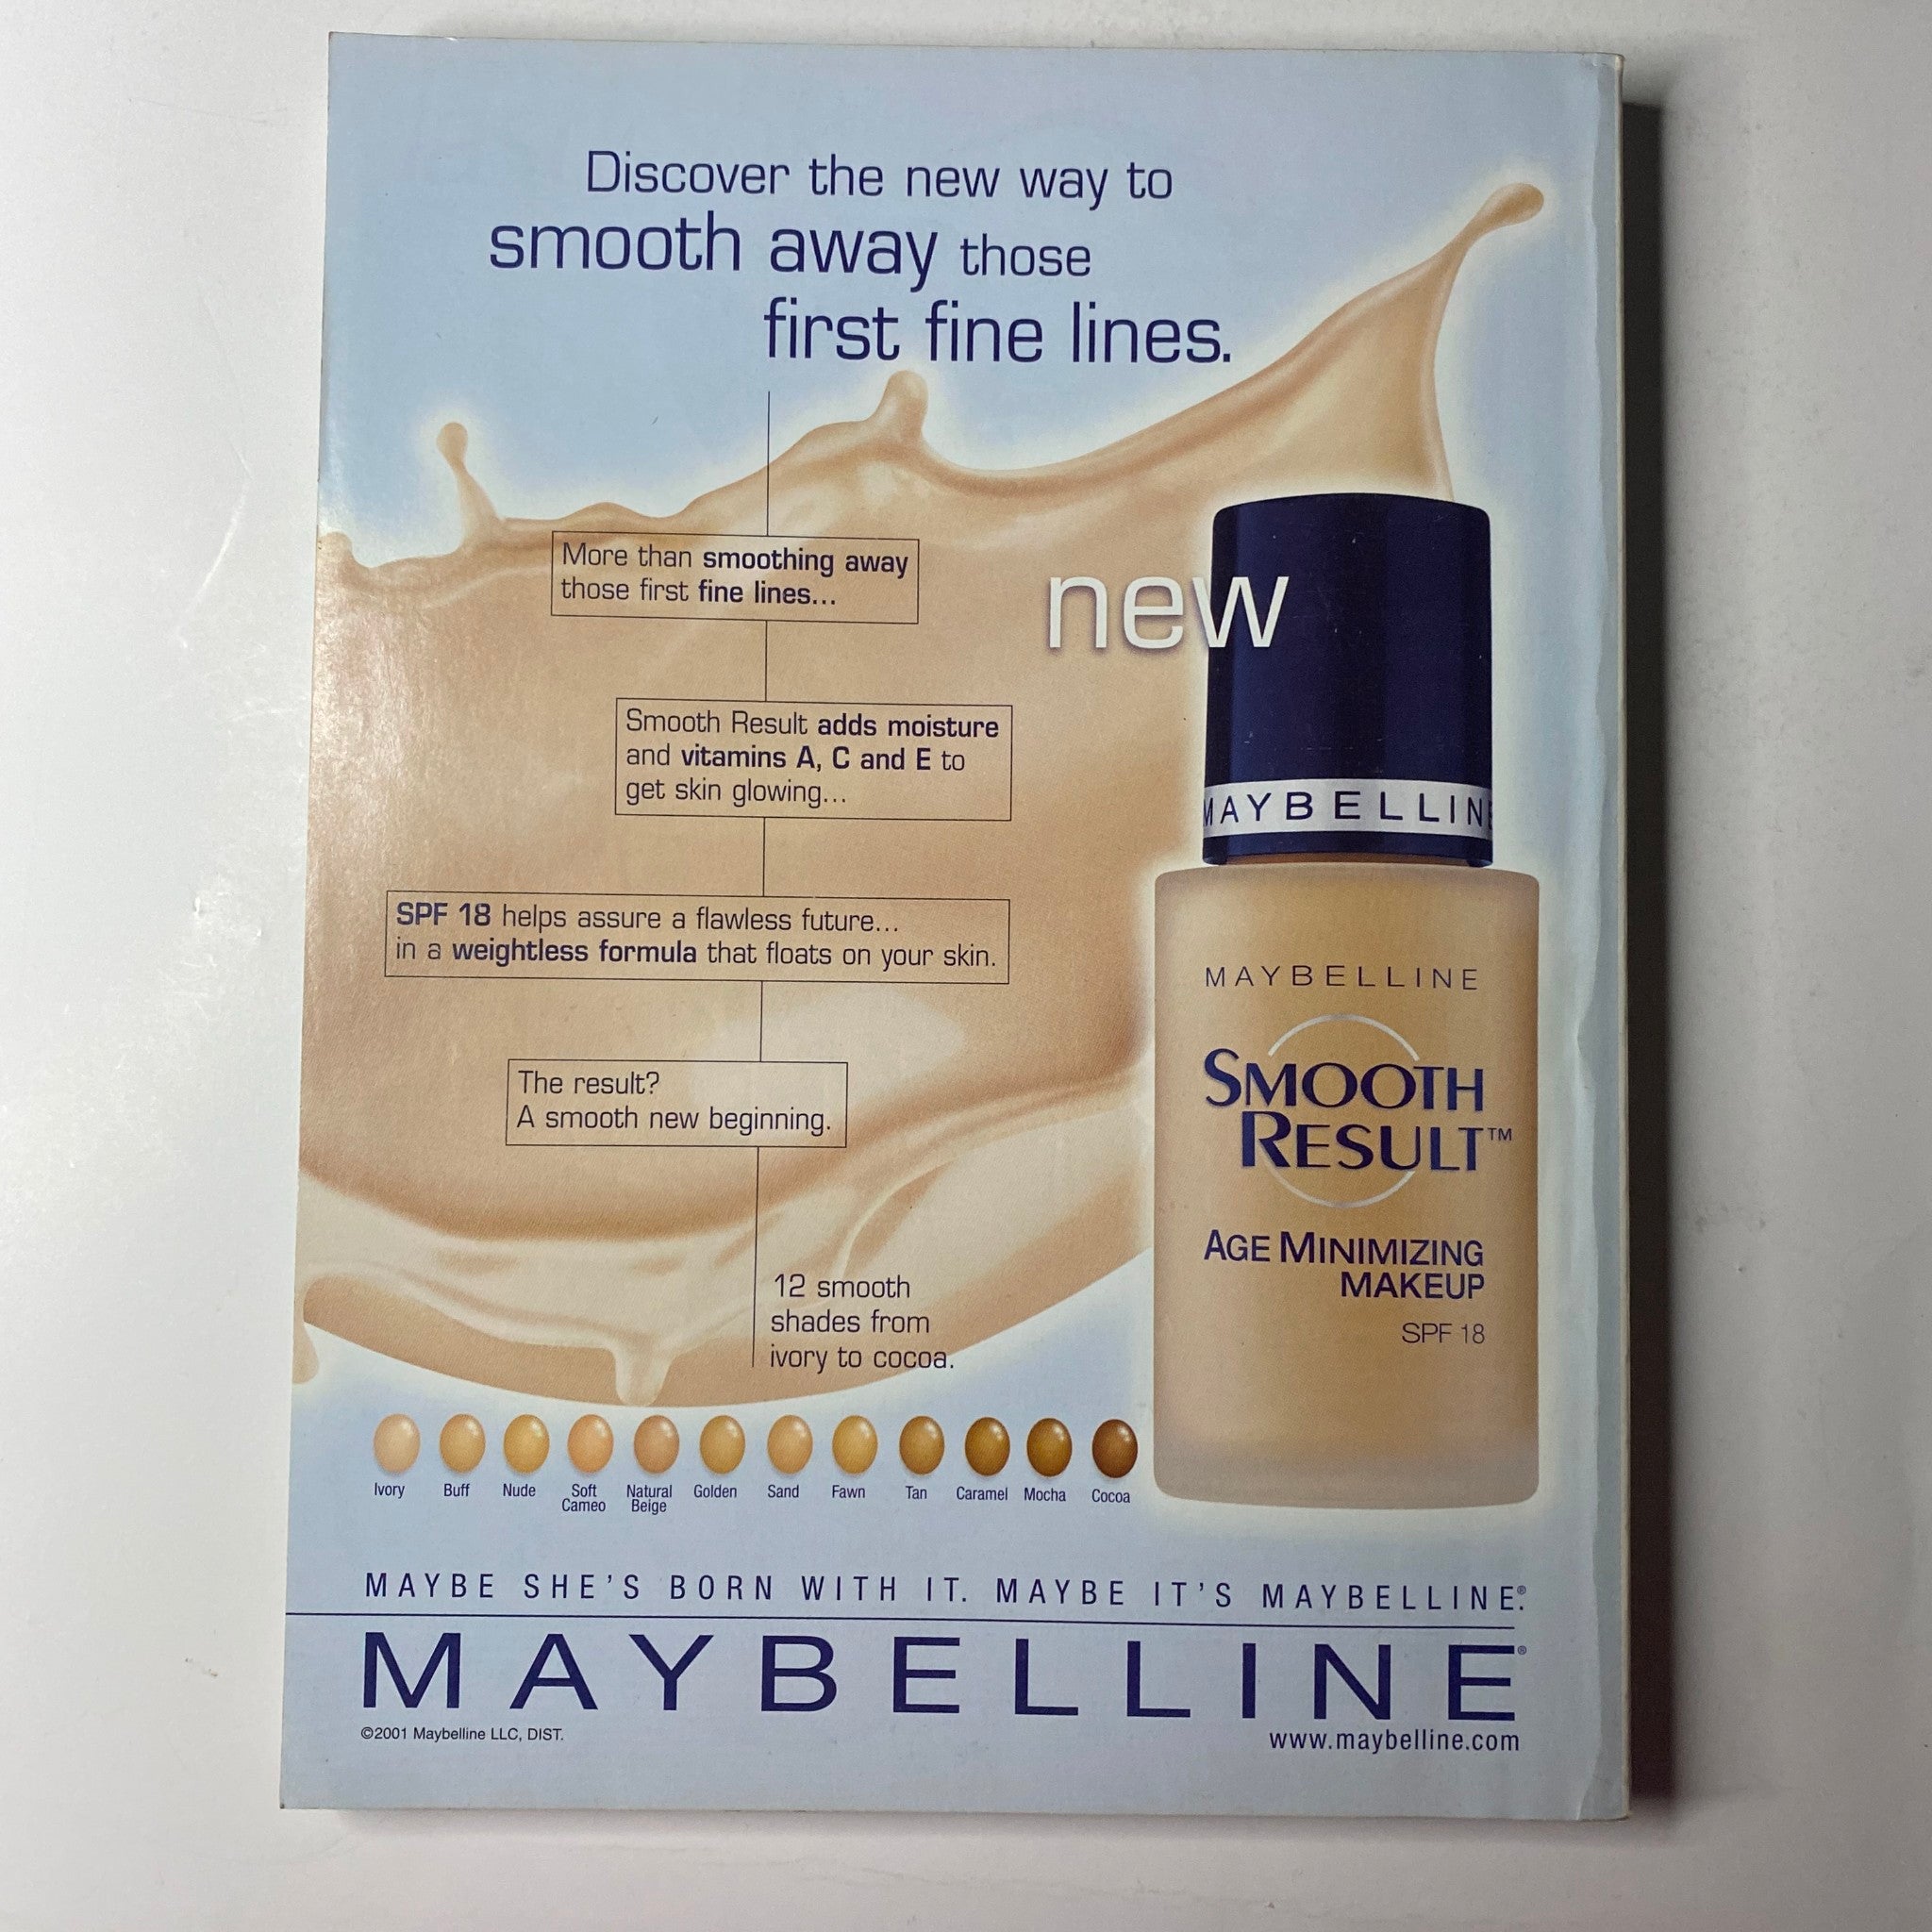 Discover the new way to
smooth away those
first fine lines.
More than smoothing away
those first fine lines...
new
Smooth Result adds moisture
and vitamins A, C and E to
get skin glowing...
MAYBELLINE
SPF 18 helps assure a flawless future...
in a weightless formula that floats on your skin.
MAYBELLINE
SMOOTH
RESULT™
The result?
A smooth new beginning.
AGE MINIMIZING
MAKEUP
SPF 18
12 smooth
shades from
ivory to cocoa.
Ivory Buff Nude Soft Cameo Natural Beige Golden Sand Fawn Tan Caramel Mocha Cocoa
MAYBE SHE'S BORN WITH IT. MAYBE IT'S MAYBELLINE.®
MAYBELLINE®
©2001 Maybelline LLC, DIST.
www.maybelline.com